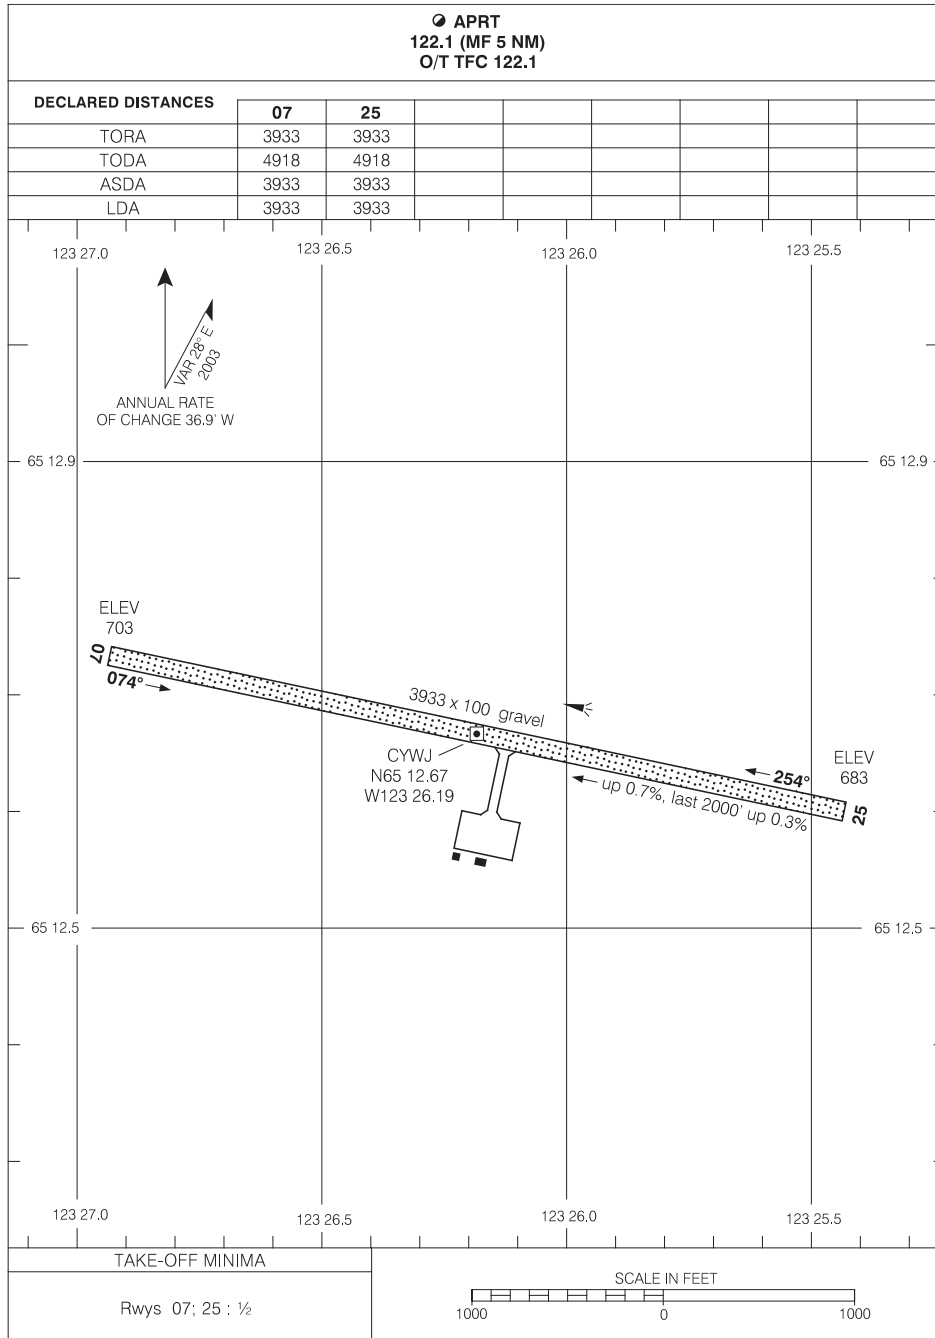 APRT
122.1 (MF 5 NM)
O/T TFC 122.1
DECLARED DISTANCES 07 25
TORA 3933 3933
TODA 4918 4918
ASDA 3933 3933
LDA 3933 3933
123 27.0 123 26.5 123 26.0 123 25.5
VAR 28° E
2003
ANNUAL RATE
OF CHANGE 36.9' W
65 12.9 65 12.9
ELEV
703
07
074°
3933 x 100 gravel
CYWJ
N65 12.67
W123 26.19
ELEV
683
254°
25
up 0.7%, last 2000' up 0.3%
65 12.5 65 12.5
123 27.0 123 26.5 123 26.0 123 25.5
TAKE-OFF MINIMA
Rwys 07; 25 : ½
SCALE IN FEET
1000 0 1000